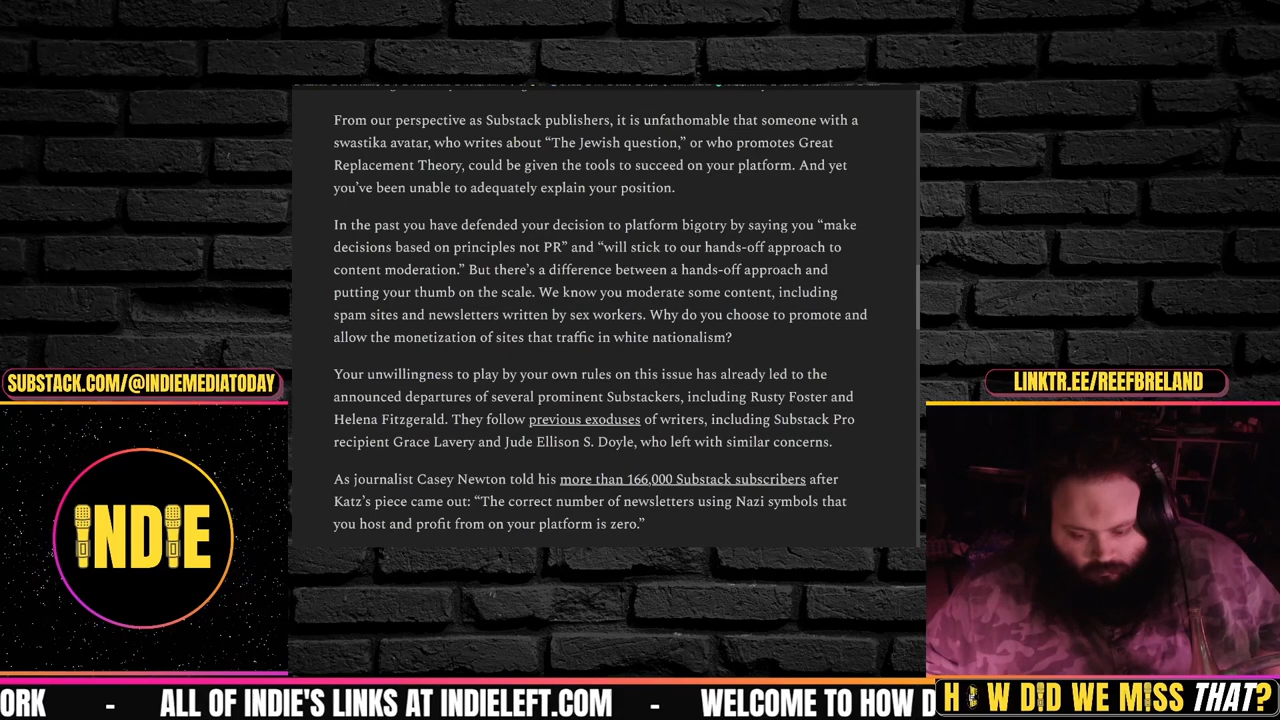 From our perspective as Substack publishers, it is unfathomable that someone with a
swastika avatar, who writes about “The Jewish question,” or who promotes Great
Replacement Theory, could be given the tools to succeed on your platform. And yet
you’ve been unable to adequately explain your position.
In the past you have defended your decision to platform bigotry by saying you “make
decisions based on principles not PR” and “will stick to our hands-off approach to
content moderation.” But there’s a difference between a hands-off approach and
putting your thumb on the scale. We know you moderate some content, including
spam sites and newsletters written by sex workers. Why do you choose to promote and
allow the monetization of sites that traffic in white nationalism?
Your unwillingness to play by your own rules on this issue has already led to the
announced departures of several prominent Substackers, including Rusty Foster and
Helena Fitzgerald. They follow previous exoduses of writers, including Substack Pro
recipient Grace Lavery and Jude Ellison S. Doyle, who left with similar concerns.
As journalist Casey Newton told his more than 166,000 Substack subscribers after
Katz’s piece came out: “The correct number of newsletters using Nazi symbols that
you host and profit from on your platform is zero.”
SUBSTACK.COM/@INDIEMEDIATODAY
LINKTR.EE/REEFBRELAND
INDIE
ORK - ALL OF INDIE'S LINKS AT INDIELEFT.COM - WELCOME TO HOW D
HOW DID WE MISS THAT?